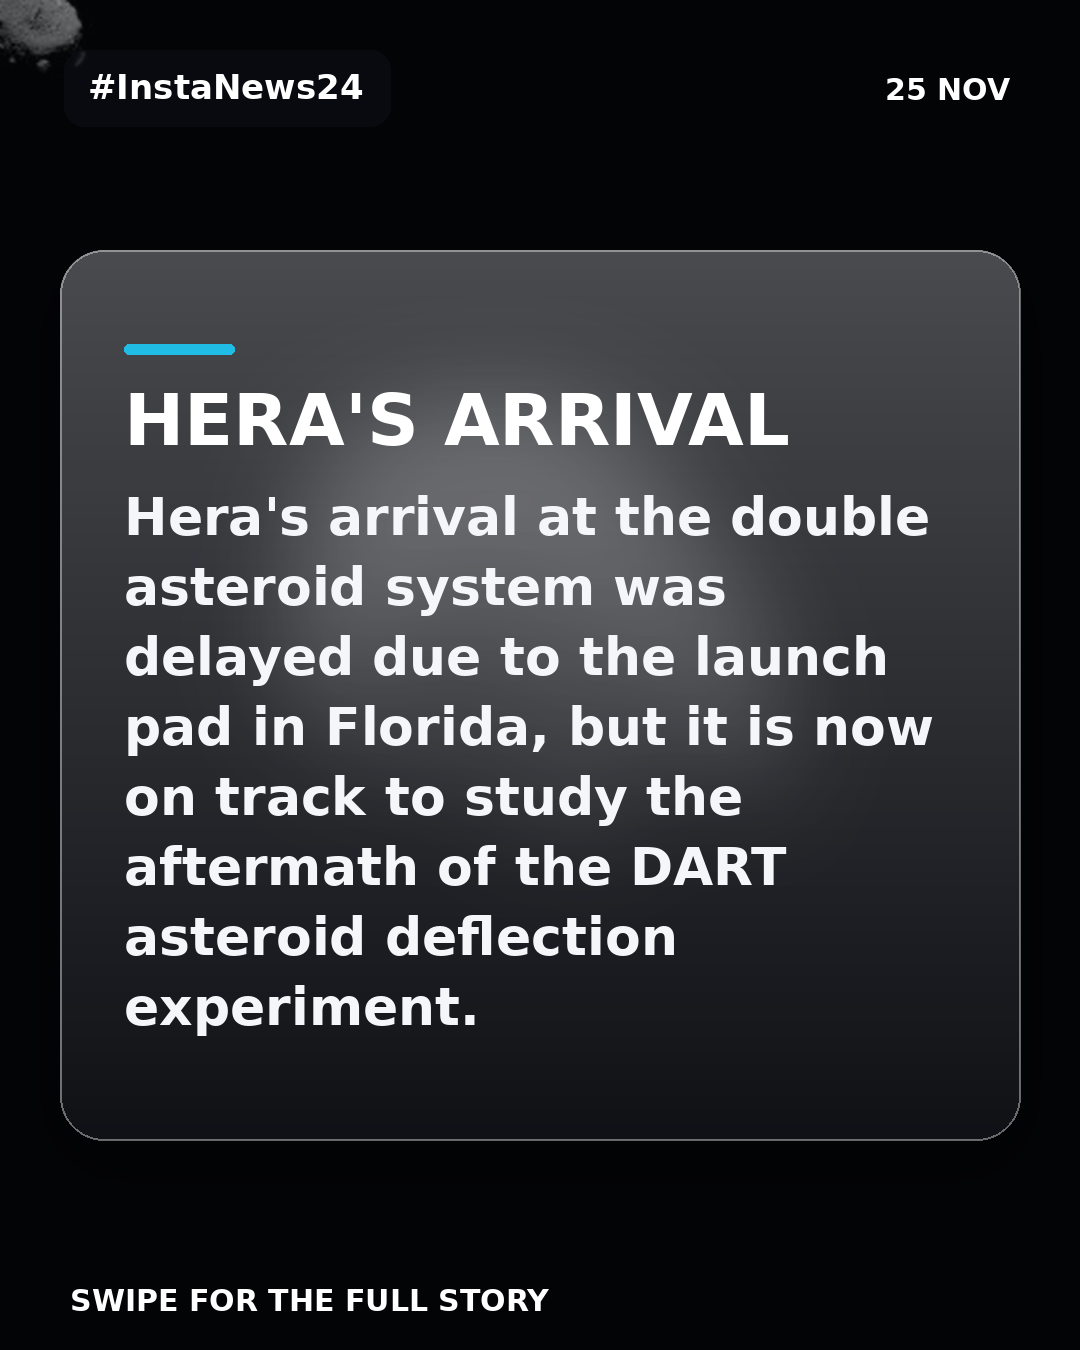 #InstaNews24
25 NOV
HERA'S ARRIVAL
Hera's arrival at the double
asteroid system was
delayed due to the launch
pad in Florida, but it is now
on track to study the
aftermath of the DART
asteroid deflection
experiment.
SWIPE FOR THE FULL STORY